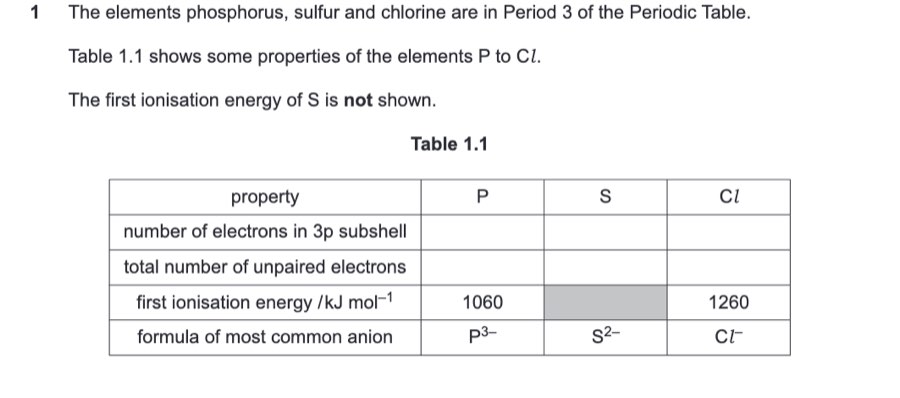 1 The elements phosphorus, sulfur and chlorine are in Period 3 of the Periodic Table.
Table 1.1 shows some properties of the elements P to Cl.
The first ionisation energy of S is not shown.
Table 1.1
property P S Cl
number of electrons in 3p subshell
total number of unpaired electrons
first ionisation energy /kJ mol⁻¹ 1060 1260
formula of most common anion P³⁻ S²⁻ Cl⁻